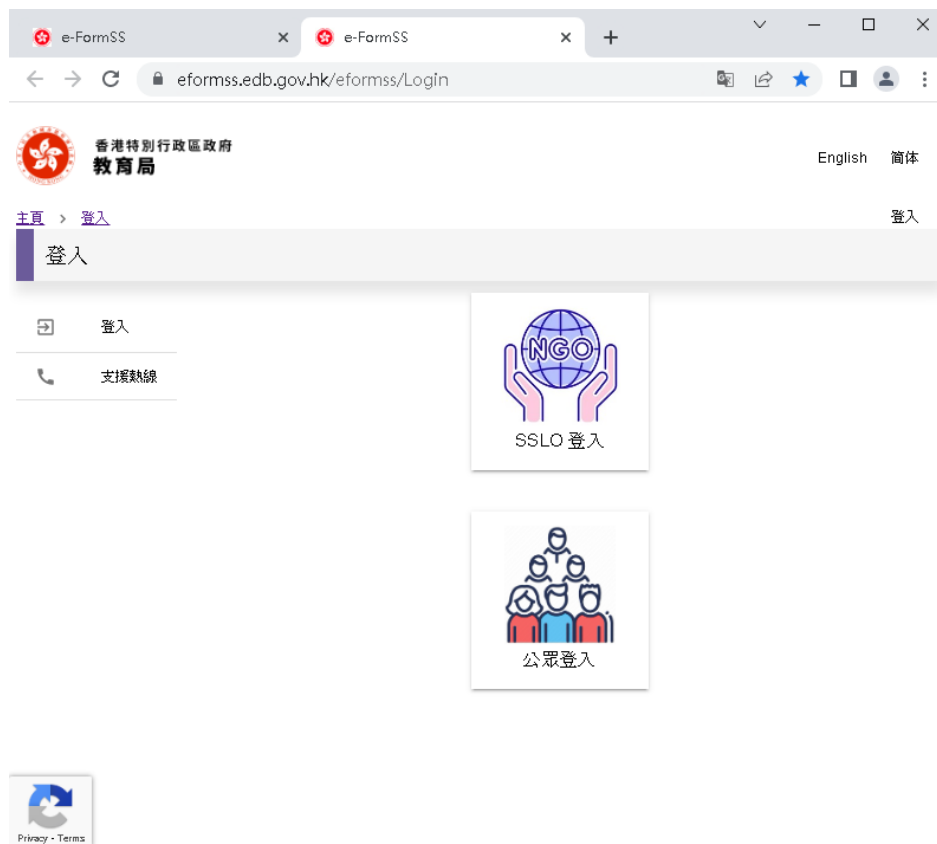 e-FormSS
e-FormSS
eformss.edb.gov.hk/eformss/Login
香港特別行政區政府
教育局
English 简体
主頁 > 登入
登入
登入
登入
支援熱線
NGO
SSLO 登入
公眾登入
Privacy - Terms